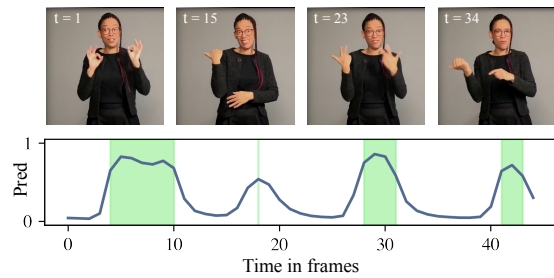 t = 1
t = 15
t = 23
t = 34
1
Pred
0
0
10
20
30
40
Time in frames